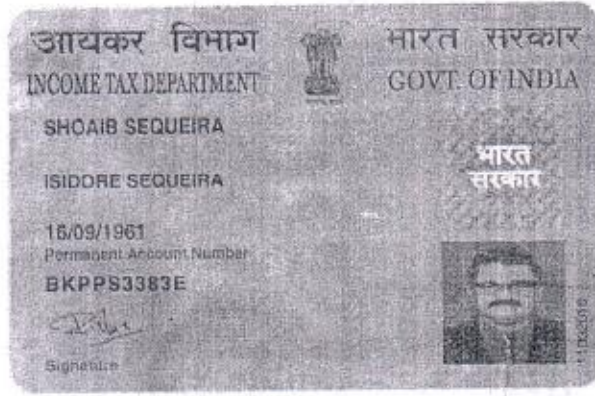 आयकर विभाग
भारत सरकार
INCOME TAX DEPARTMENT
GOVT. OF INDIA
SHOAIB SEQUEIRA
भारत
सरकार
ISIDORE SEQUEIRA
16/09/1961
Permanent Account Number
BKPPS3383E
Signature